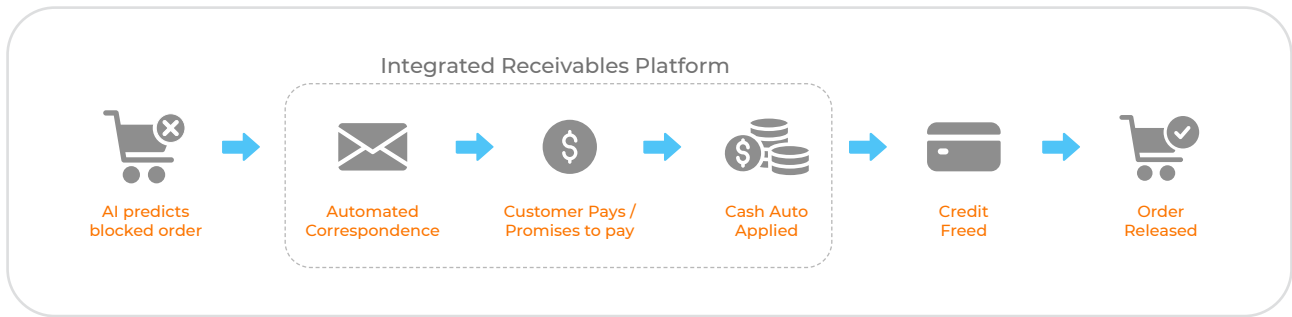 Integrated Receivables Platform
AI predicts
blocked order
Automated
Correspondence
Customer Pays /
Promises to pay
Cash Auto
Applied
Credit
Freed
Order
Released